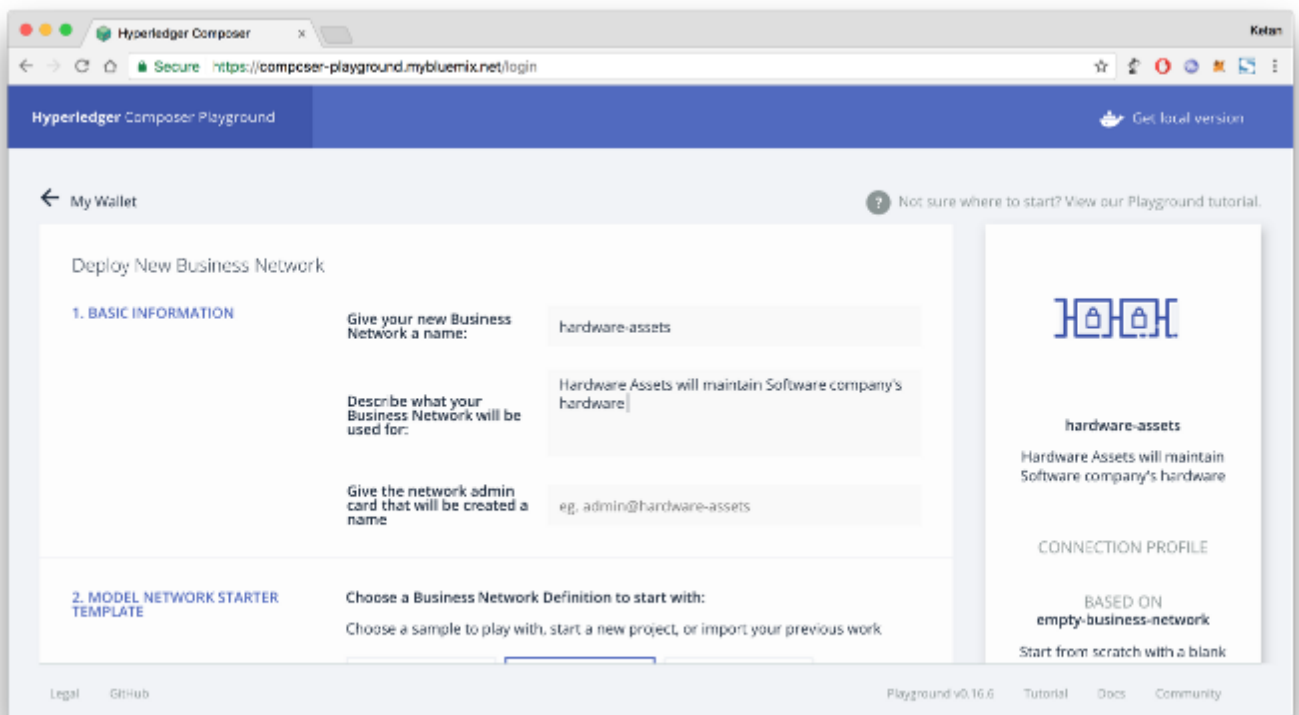 Hyperledger Composer
Ketan
Secure https://composer-playground.mybluemix.net/login
Hyperledger Composer Playground
Get local version
My Wallet
? Not sure where to start? View our Playground tutorial.
Deploy New Business Network
1. BASIC INFORMATION
Give your new Business
Network a name:
hardware-assets
Describe what your
Business Network will be
used for:
Hardware Assets will maintain Software company's
hardware
Give the network admin
card that will be created a
name
eg, admin@hardware-assets
2. MODEL NETWORK STARTER
TEMPLATE
Choose a Business Network Definition to start with:
Choose a sample to play with, start a new project, or import your previous work
hardware-assets
Hardware Assets will maintain
Software company's hardware
CONNECTION PROFILE
BASED ON
empty-business-network
Start from scratch with a blank
Legal GitHub
Playground v0.16.6 Tutorial Docs Community